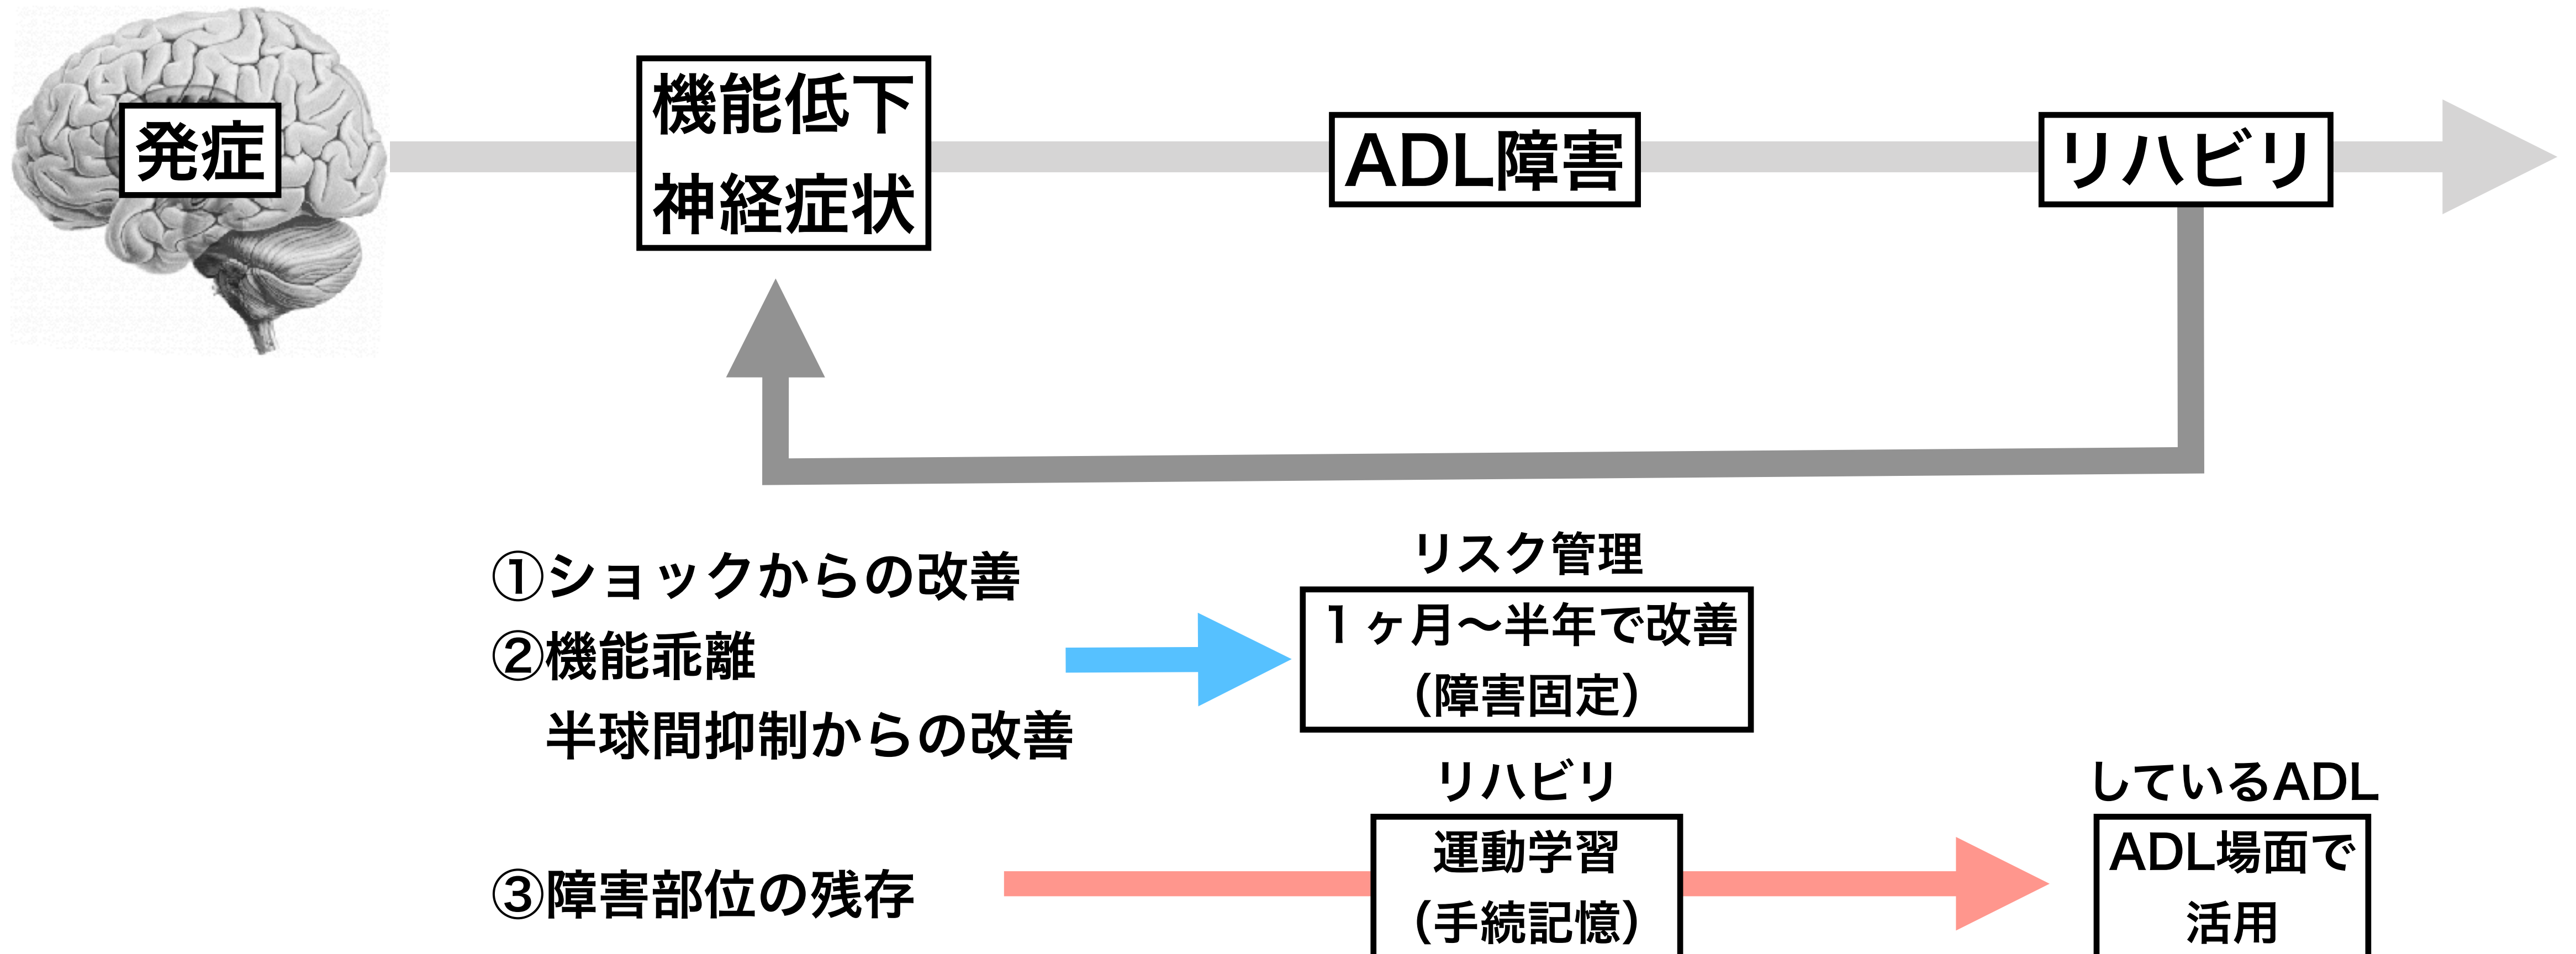 発症
機能低下
神経症状
ADL障害
リハビリ
①ショックからの改善
②機能乖離
半球間抑制からの改善
リスク管理
１ヶ月〜半年で改善
（障害固定）
③障害部位の残存
リハビリ
運動学習
（手続記憶）
しているADL
ADL場面で
活用